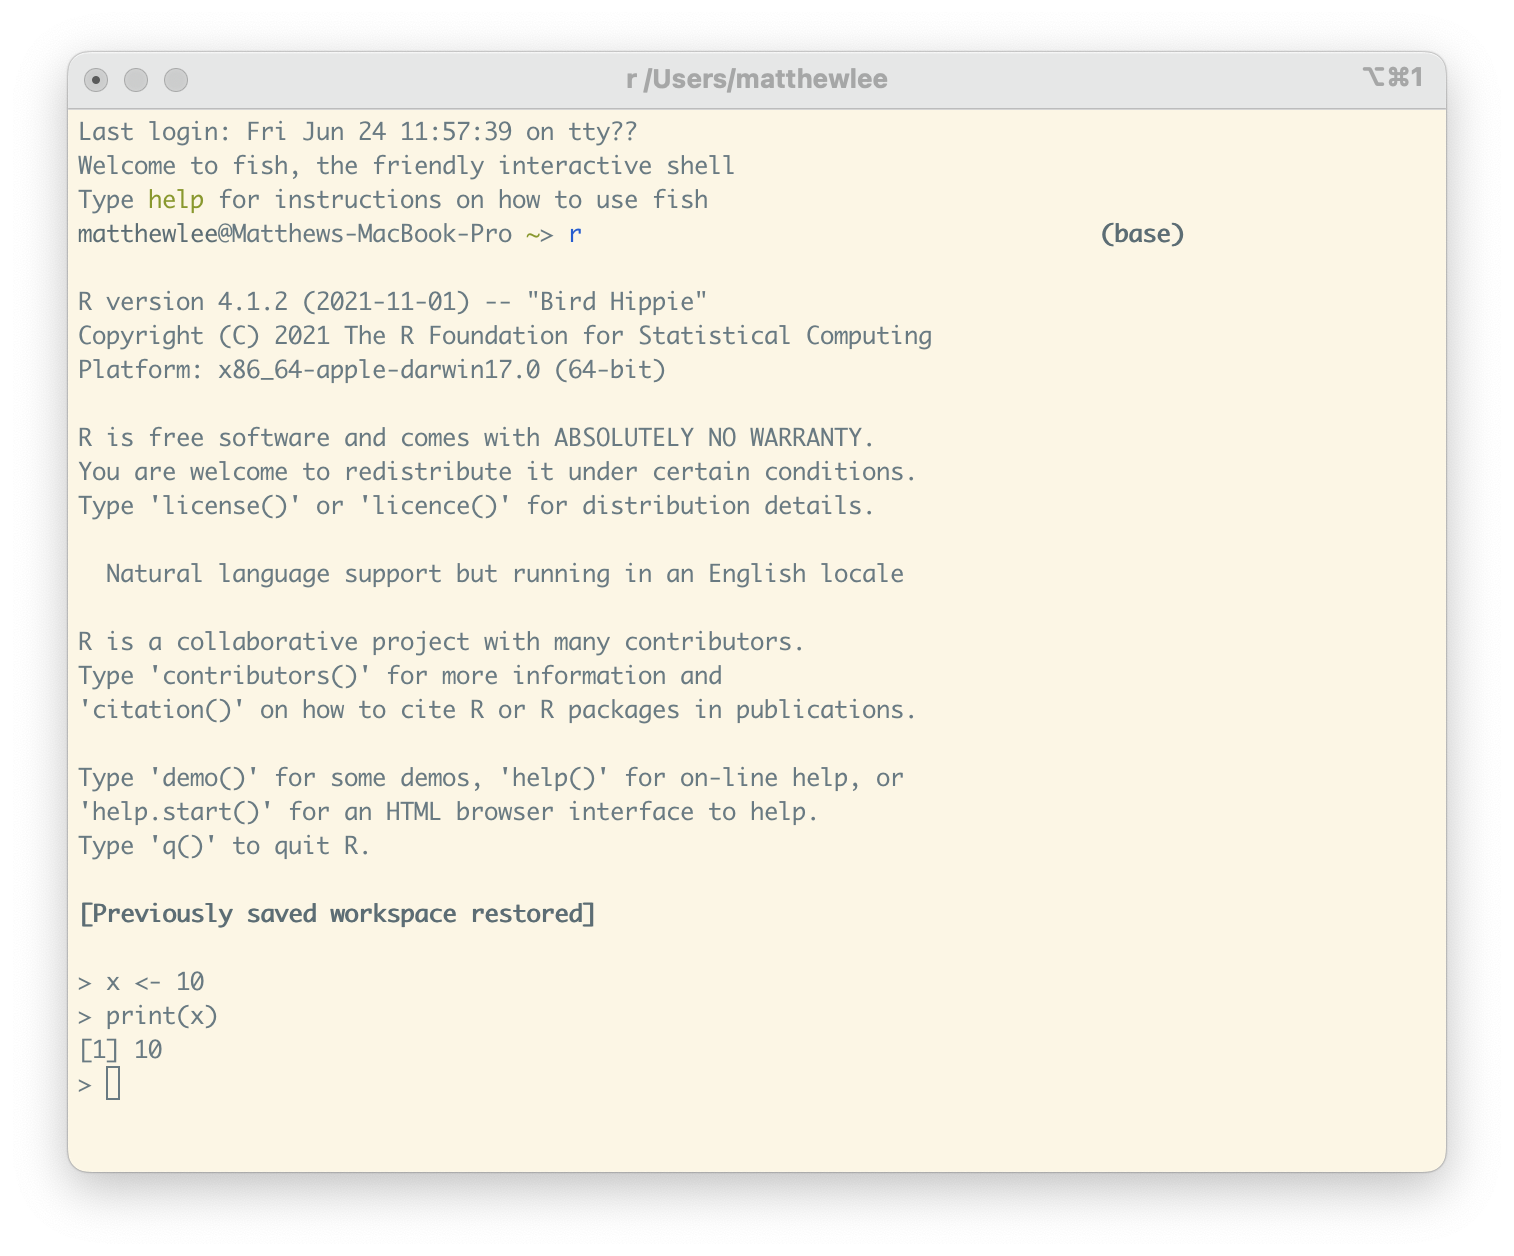 r /Users/matthewlee ⌥⌘1
Last login: Fri Jun 24 11:57:39 on tty??
Welcome to fish, the friendly interactive shell
Type help for instructions on how to use fish
matthewlee@Matthews-MacBook-Pro ~> r (base)
R version 4.1.2 (2021-11-01) -- "Bird Hippie"
Copyright (C) 2021 The R Foundation for Statistical Computing
Platform: x86_64-apple-darwin17.0 (64-bit)
R is free software and comes with ABSOLUTELY NO WARRANTY.
You are welcome to redistribute it under certain conditions.
Type 'license()' or 'licence()' for distribution details.
Natural language support but running in an English locale
R is a collaborative project with many contributors.
Type 'contributors()' for more information and
'citation()' on how to cite R or R packages in publications.
Type 'demo()' for some demos, 'help()' for on-line help, or
'help.start()' for an HTML browser interface to help.
Type 'q()' to quit R.
[Previously saved workspace restored]
> x <- 10
> print(x)
[1] 10
>